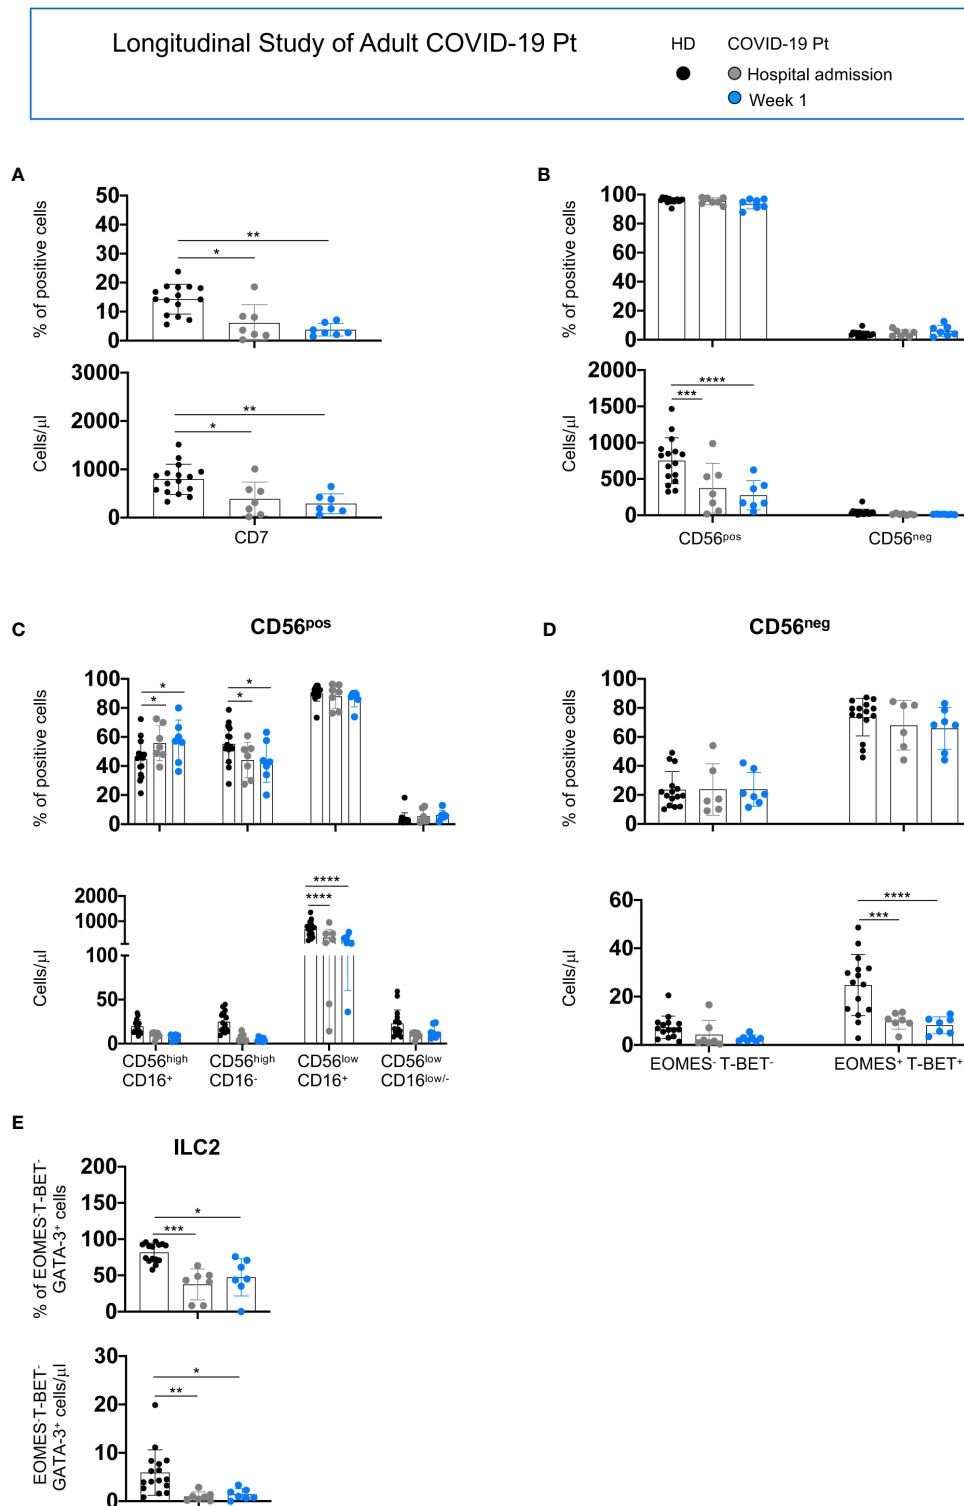 Longitudinal Study of Adult COVID-19 Pt
HD COVID-19 Pt
Hospital admission
Week 1
A
% of positive cells
50
40
30
20
10
0
**
*
Cells/µl
3000
2000
1000
0
**
*
CD7
B
% of positive cells
100
80
60
40
20
0
Cells/µl
2000
1500
1000
500
0
****
***
CD56pos CD56neg
C
CD56pos
% of positive cells
100
80
60
40
20
0
*
*
*
*
Cells/µl
2000
1000
100
50
0
****
****
CD56high CD56high CD56low CD56low
CD16+ CD16- CD16+ CD16low/-
D
CD56neg
% of positive cells
100
80
60
40
20
0
Cells/µl
60
40
20
0
****
***
EOMES- T-BET- EOMES+ T-BET+
E
ILC2
% of EOMES-T-BET-
GATA-3+ cells
200
150
100
50
0
*
***
EOMES-T-BET-
GATA-3+ cells/µl
30
20
10
0
*
**